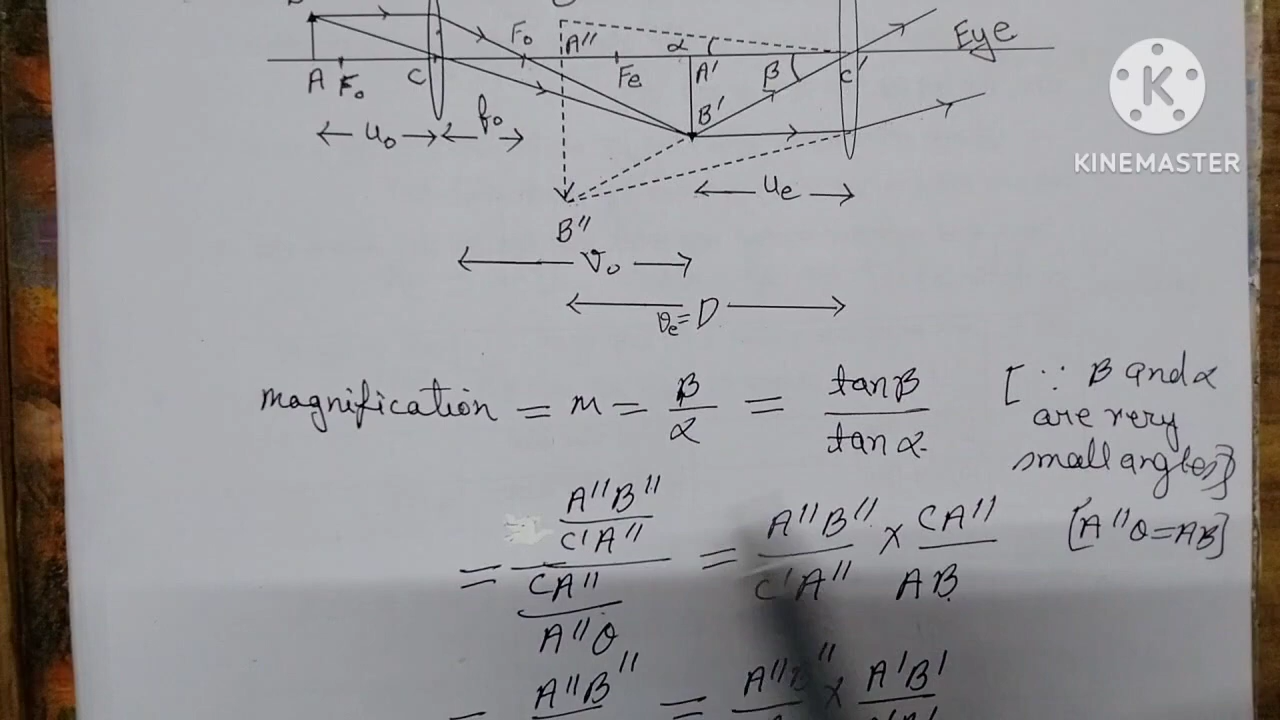 F₀ A'' α Eye
A F₀ C Fe A' β C'
B'
← u₀ → ← f₀ →
K
KINEMASTER
← ue →
B''
← v₀ →
← ve = D →
magnification = m = β/α = tanβ/tanα [∵ β and α are very small angles]
= (A''B''/C'A'')/(CA''/A''O) = A''B''/C'A'' × CA''/AB [A''O = AB]
= A''B'' = A''B'' × A'B'